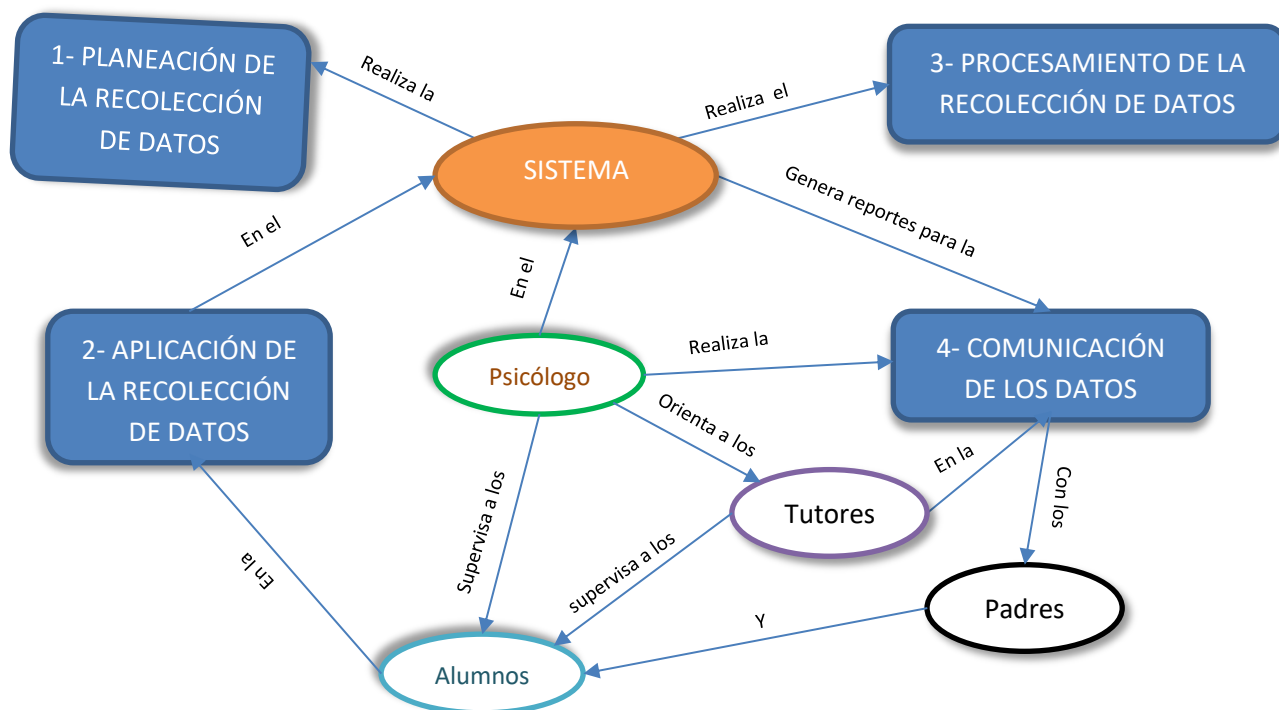 1- PLANEACIÓN DE
LA RECOLECCIÓN
DE DATOS
Realiza la
SISTEMA
Realiza el
3- PROCESAMIENTO DE LA
RECOLECCIÓN DE DATOS
En el
En el
Genera reportes para la
2- APLICACIÓN DE
LA RECOLECCIÓN
DE DATOS
Psicólogo
Realiza la
4- COMUNICACIÓN
DE LOS DATOS
Orienta a los
En la
Con los
Supervisa a los
Tutores
supervisa a los
En la
Padres
Y
Alumnos